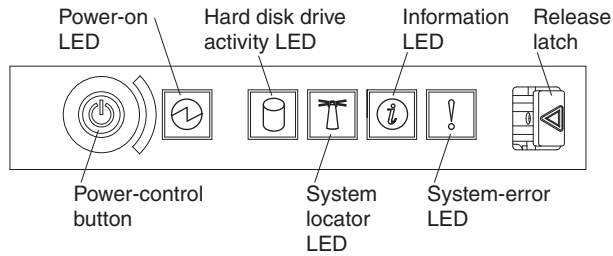 Power-on
LED
Hard disk drive
activity LED
Information
LED
Release
latch
Power-control
button
System
locator
LED
System-error
LED